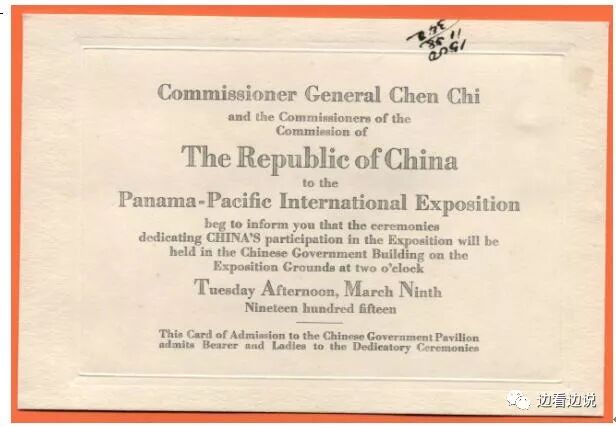 1500
11 58
342
Commissioner General Chen Chi
and the Commissioners of the
Commission of
The Republic of China
to the
Panama-Pacific International Exposition
beg to inform you that the ceremonies
dedicating CHINA'S participation in the Exposition will be
held in the Chinese Government Building on the
Exposition Grounds at two o'clock
Tuesday Afternoon, March Ninth
Nineteen hundred fifteen
This Card of Admission to the Chinese Government Pavilion
admits Bearer and Ladies to the Dedicatory Ceremonies
边看边说